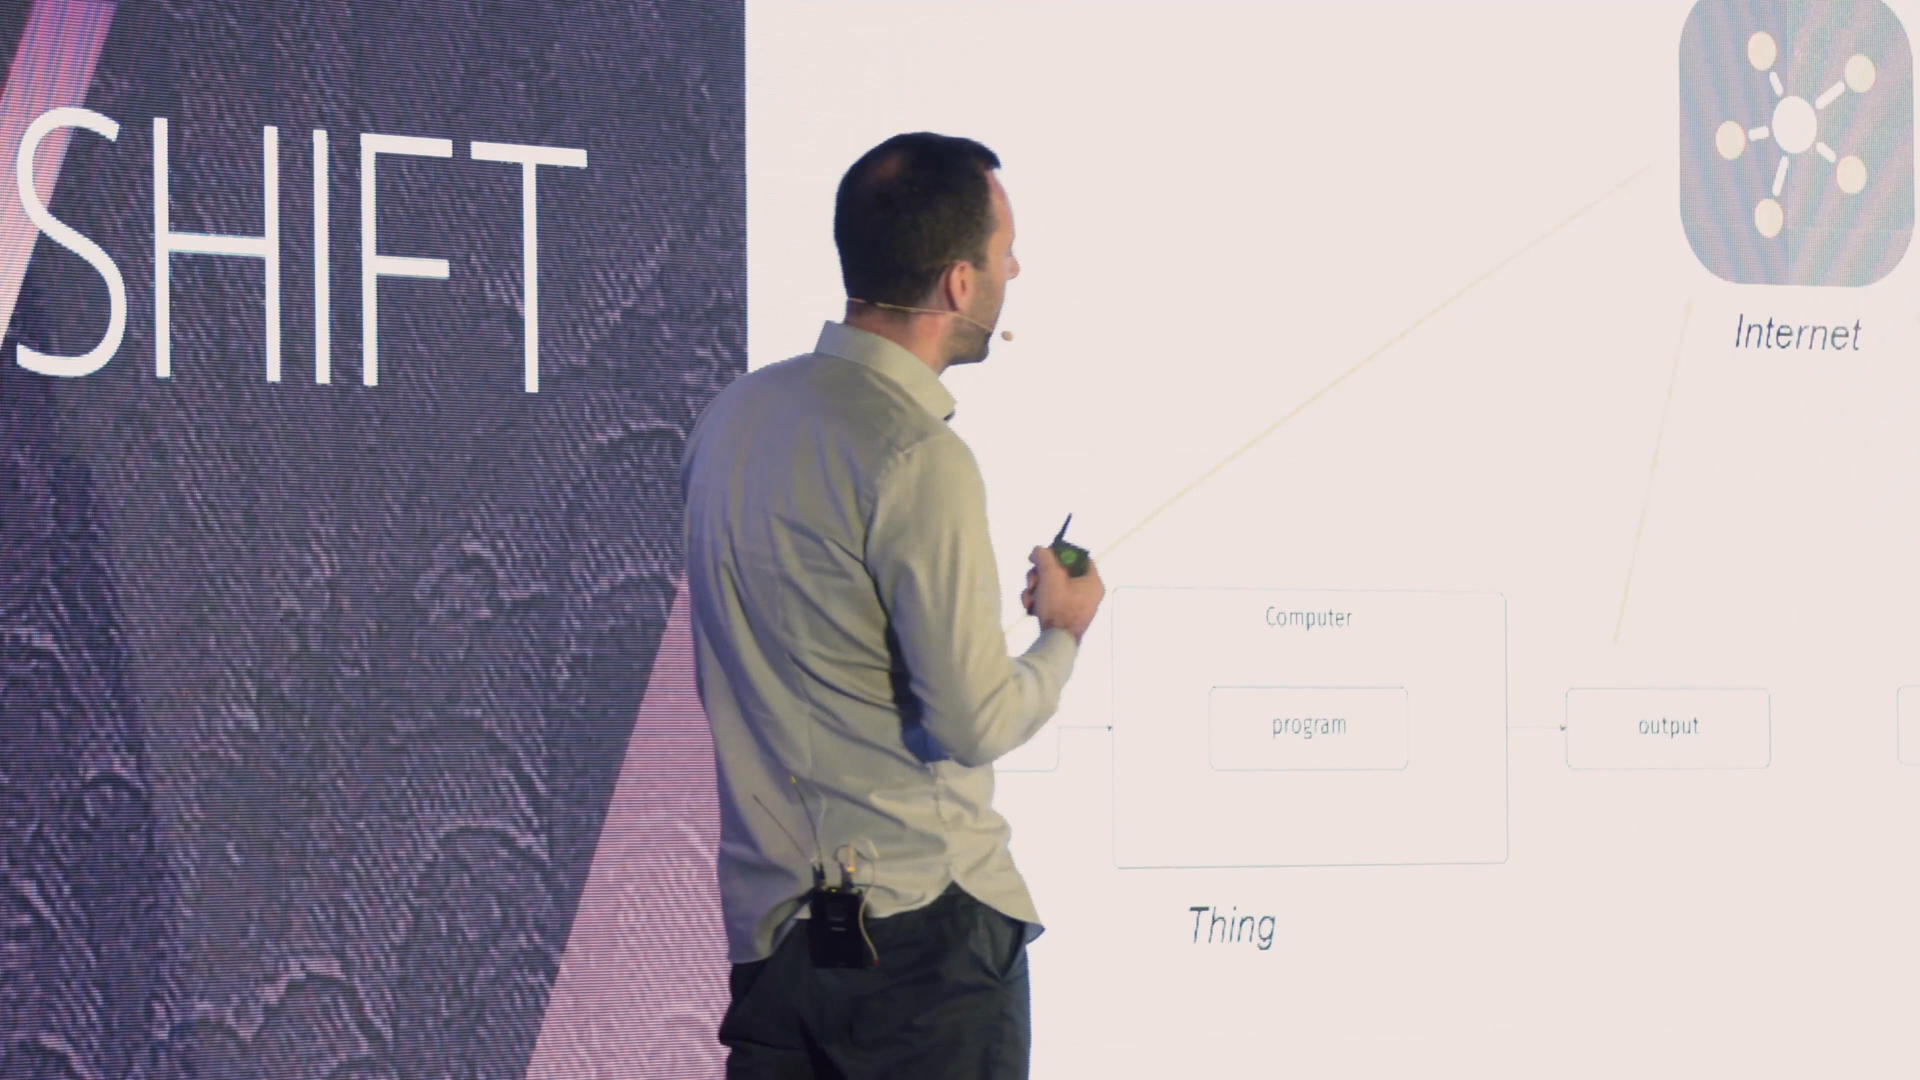 SHIFT
Internet
Computer
program
output
Thing